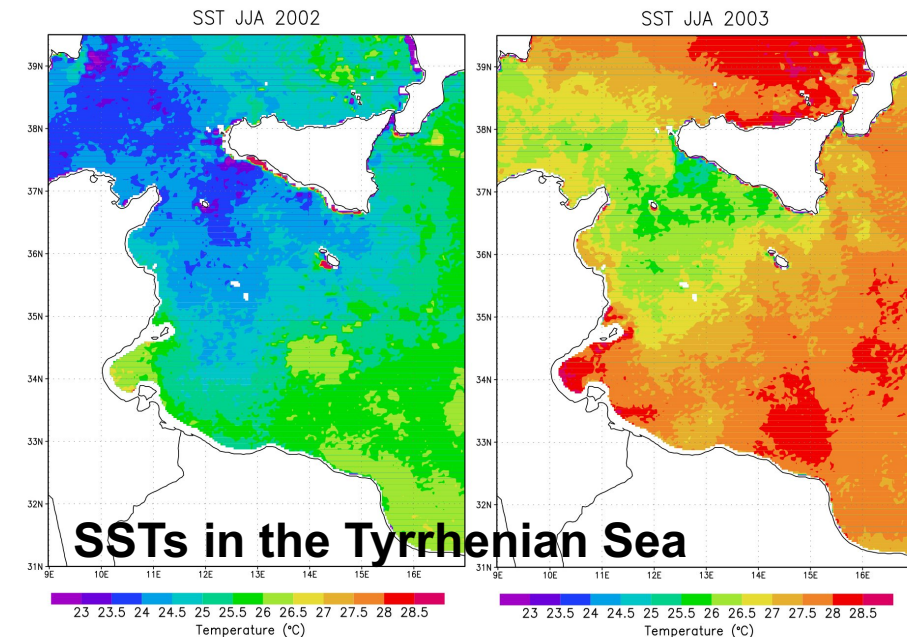 SST JJA 2002
SST JJA 2003
39N
38N
37N
36N
35N
34N
33N
32N
31N
39N
38N
37N
36N
35N
34N
33N
32N
31N
SSTs in the Tyrrhenian Sea
9E 10E 11E 12E 13E 14E 15E 16E
9E 10E 11E 12E 13E 14E 15E 16E
23 23.5 24 24.5 25 25.5 26 26.5 27 27.5 28 28.5
23 23.5 24 24.5 25 25.5 26 26.5 27 27.5 28 28.5
Temperature (°C)
Temperature (°C)